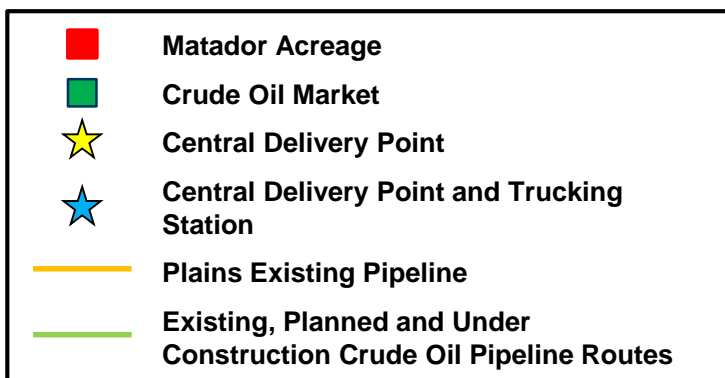 Matador Acreage
Crude Oil Market
Central Delivery Point
Central Delivery Point and Trucking
Station
Plains Existing Pipeline
Existing, Planned and Under
Construction Crude Oil Pipeline Routes